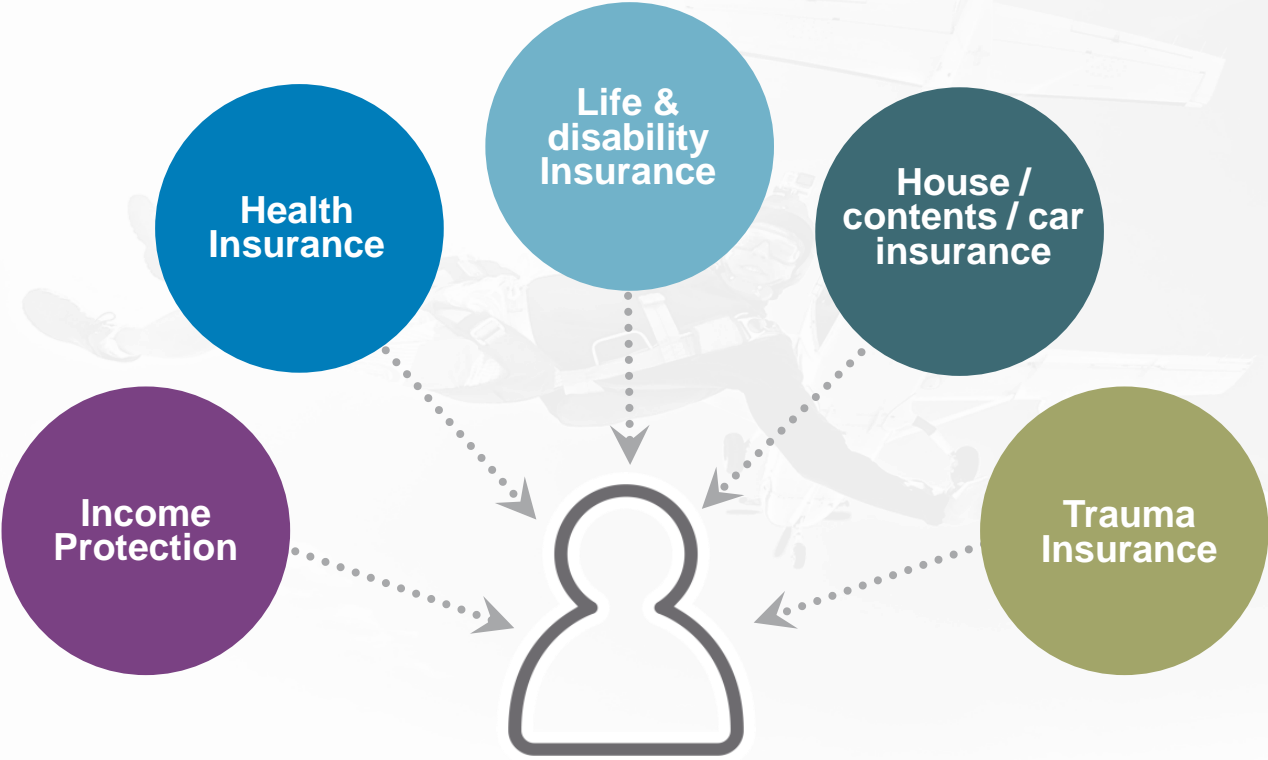 Life &
disability
Insurance
Health
Insurance
House /
contents / car
insurance
Income
Protection
Trauma
Insurance